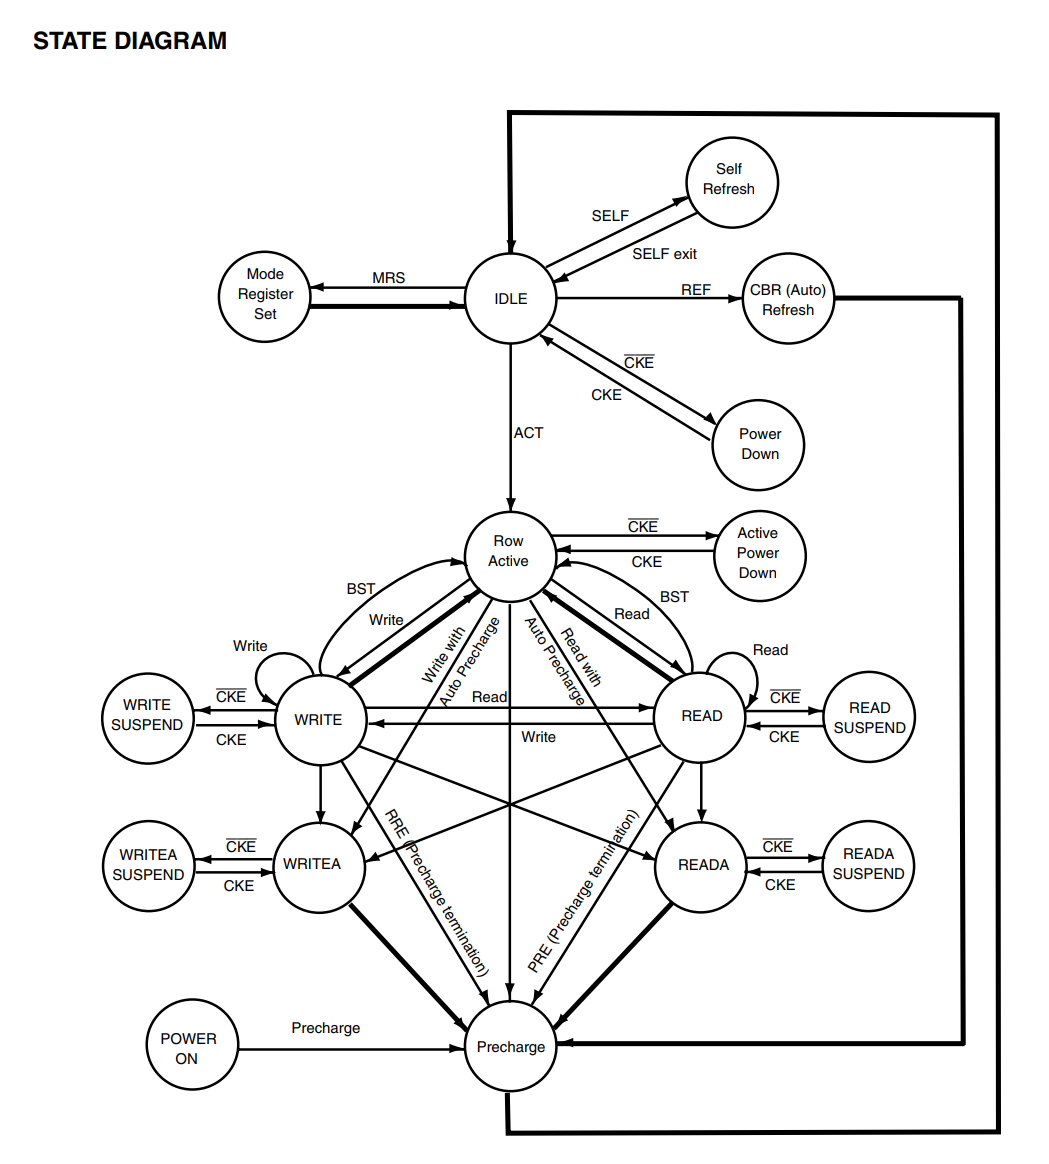 STATE DIAGRAM
Self
Refresh
SELF
SELF exit
Mode
Register
Set
MRS
IDLE
REF
CBR (Auto)
Refresh
CKE
CKE
Power
Down
ACT
Row
Active
CKE
CKE
Active
Power
Down
BST
Write
Write with
Auto Precharge
Auto Precharge
Read with
Read
BST
Write
Read
WRITE
SUSPEND
CKE
CKE
WRITE
Read
Write
READ
CKE
CKE
READ
SUSPEND
WRITEA
SUSPEND
CKE
CKE
WRITEA
RRE (Precharge termination)
PRE (Precharge termination)
READA
CKE
CKE
READA
SUSPEND
POWER
ON
Precharge
Precharge